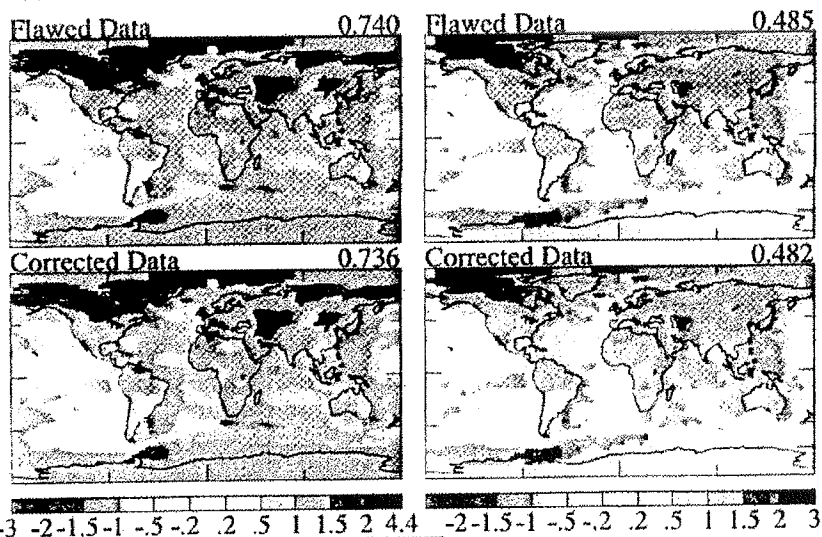 Flawed Data 0.740
Flawed Data 0.485
Corrected Data 0.736
Corrected Data 0.482
-3 -2 -1.5 -1 -.5 -.2 .2 .5 1 1.5 2 4.4
-2 -1.5 -1 -.5 -.2 .2 .5 1 1.5 2 3